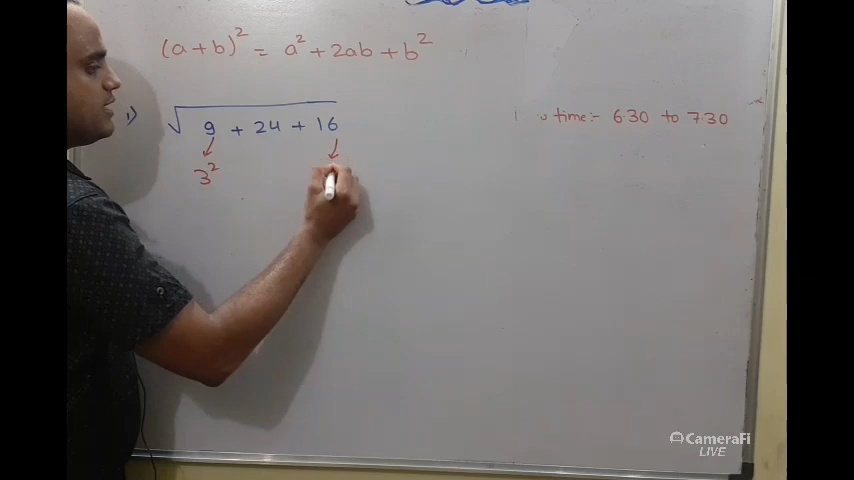 (a+b)² = a² + 2ab + b²
1) √9 + 24 + 16
time:- 6.30 to 7.30
3²
CameraFi
LIVE